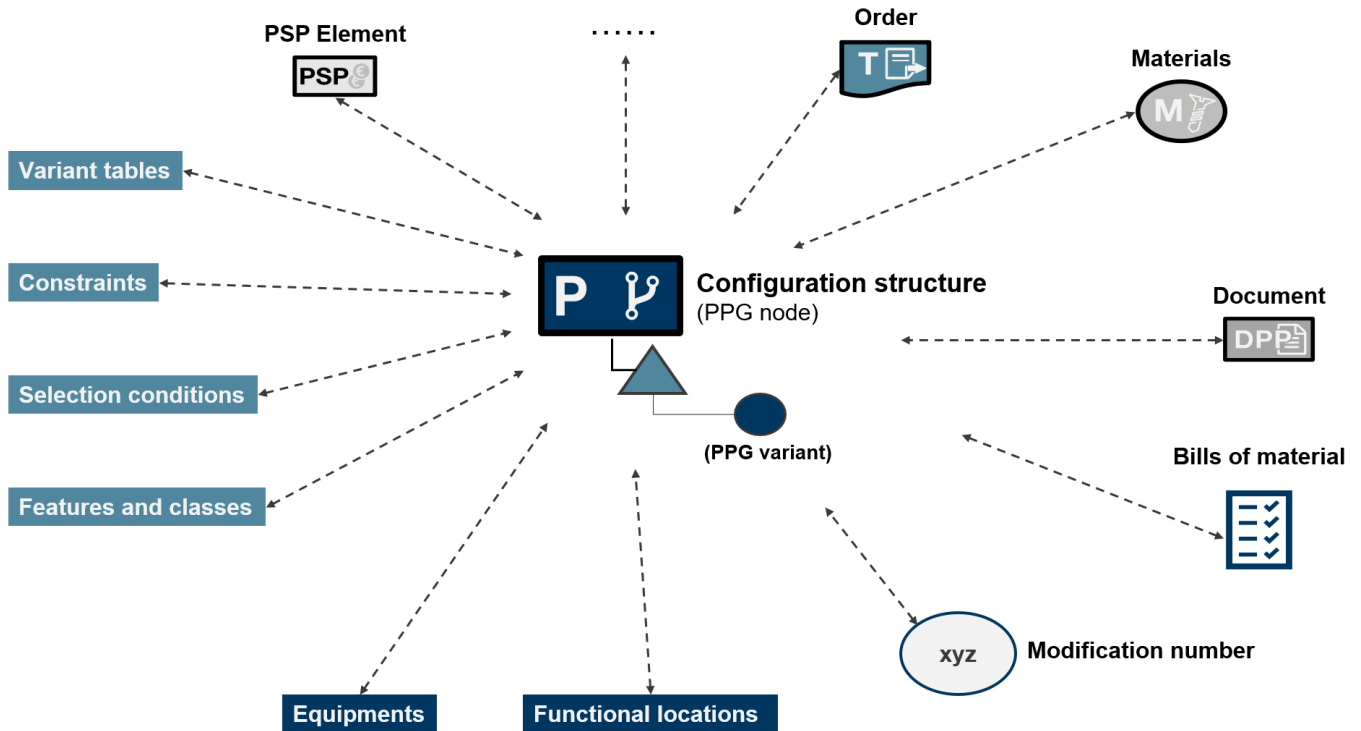 PSP Element
PSP
......
Order
T
Materials
M
Variant tables
Constraints
P
Configuration structure
(PPG node)
Document
DPP
Selection conditions
(PPG variant)
Bills of material
Features and classes
xyz
Modification number
Equipments
Functional locations